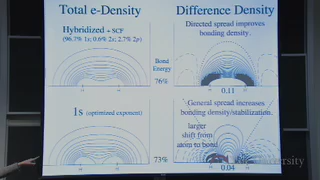 Total e-Density
Difference Density
Hybridized + SCF
(96.7% 1s; 0.6% 2s; 2.7% 2p)
Directed spread improves
bonding density.
Bond
Energy
76%
0.11
1s (optimized exponent)
General spread increases
bonding density/stabilization.
larger
shift from
atom to bond
73%
0.04